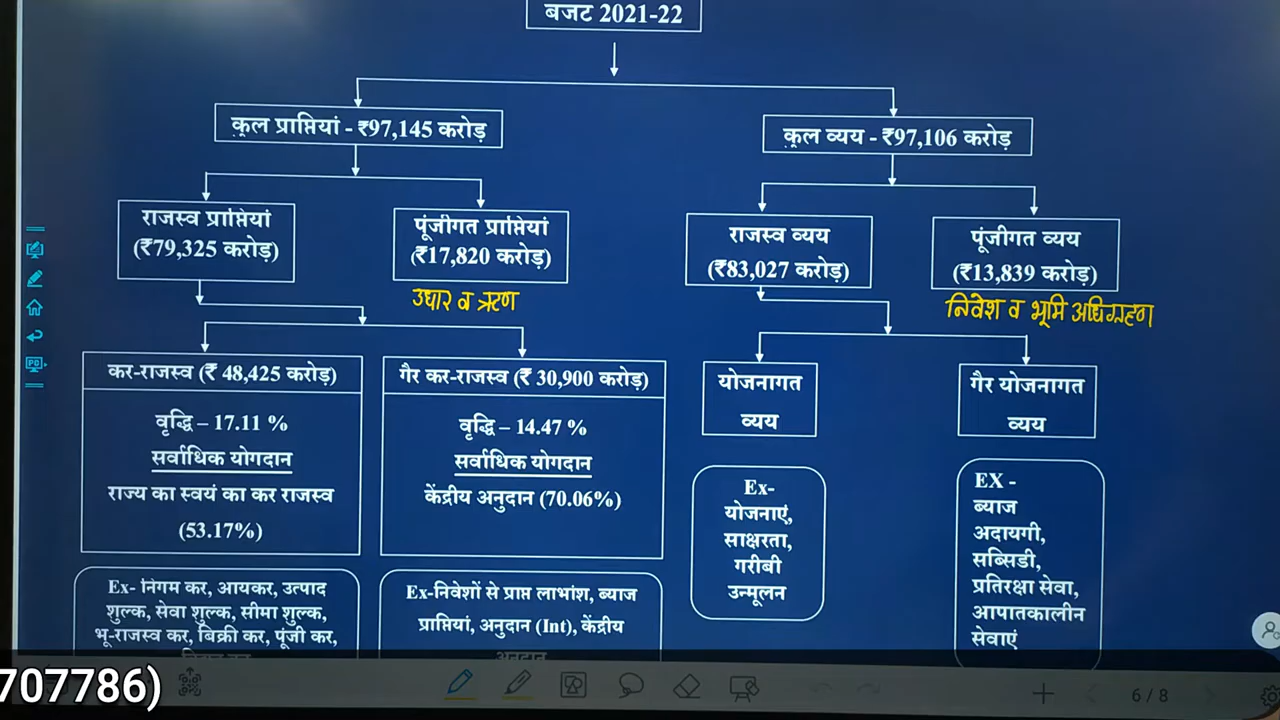 बजट 2021-22
कुल प्राप्तियां - ₹97,145 करोड़
कुल व्यय - ₹97,106 करोड़
राजस्व प्राप्तियां
(₹79,325 करोड़)
पूंजीगत प्राप्तियां
(₹17,820 करोड़)
उधार व ऋण
राजस्व व्यय
(₹83,027 करोड़)
पूंजीगत व्यय
(₹13,839 करोड़)
निवेश व भूमि अधिग्रहण
कर-राजस्व (₹ 48,425 करोड़)
वृद्धि – 17.11 %
सर्वाधिक योगदान
राज्य का स्वयं का कर राजस्व
(53.17%)
गैर कर-राजस्व (₹ 30,900 करोड़)
वृद्धि – 14.47 %
सर्वाधिक योगदान
केंद्रीय अनुदान (70.06%)
योजनागत
व्यय
गैर योजनागत
व्यय
Ex- निगम कर, आयकर, उत्पाद
शुल्क, सेवा शुल्क, सीमा शुल्क,
भू-राजस्व कर, बिक्री कर, पूंजी कर,
Ex-निवेशों से प्राप्त लाभांश, ब्याज
प्राप्तियां, अनुदान (Int), केंद्रीय
अनुदान
Ex-
योजनाएं,
साक्षरता,
गरीबी
उन्मूलन
EX -
ब्याज
अदायगी,
सब्सिडी,
प्रतिरक्षा सेवा,
आपातकालीन
सेवाएं
707786)
6 / 8